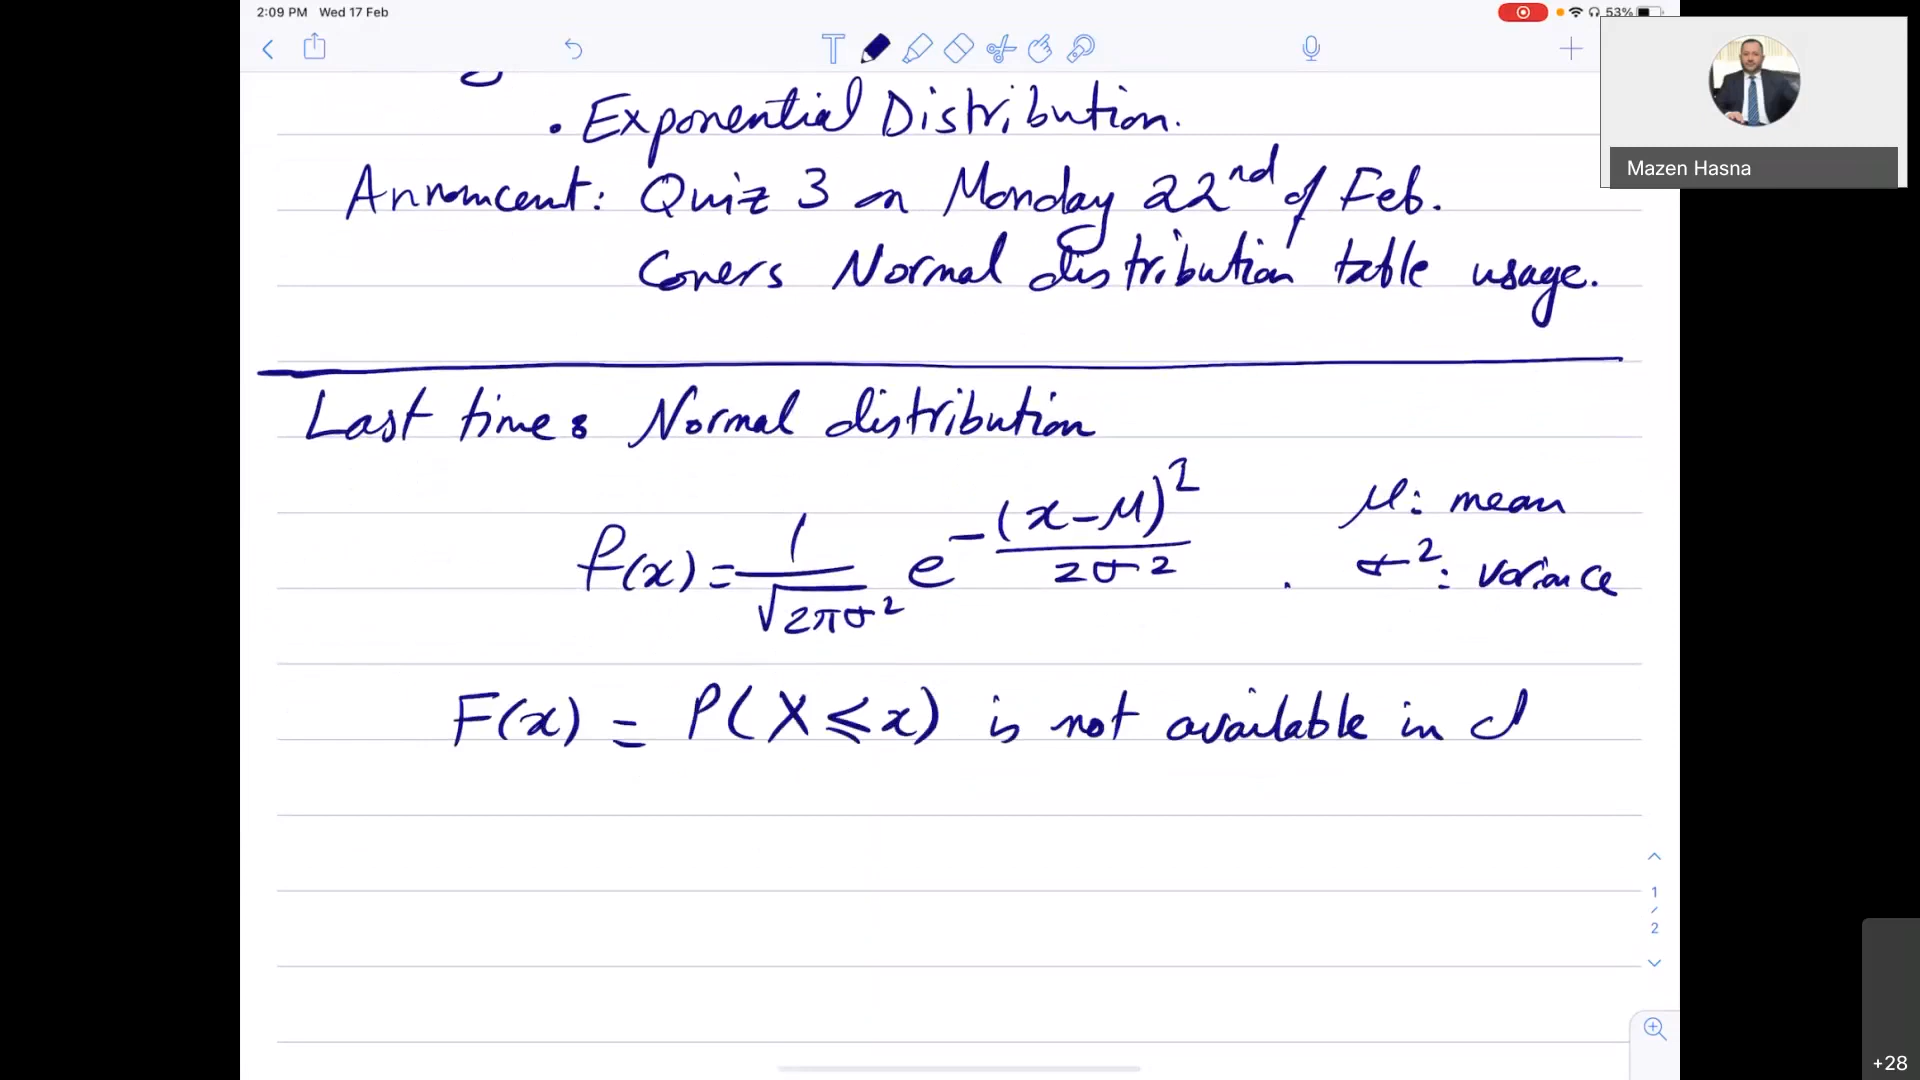 2:09 PM Wed 17 Feb
53%
Mazen Hasna
• Exponential Distribution.
Announcent: Quiz 3 on Monday 22nd of Feb.
Covers Normal distribution table usage.
Last time: Normal distribution
f(x) = 1/√(2πσ²) e^(-(x-μ)²/(2σ²)) .
μ: mean
σ²: variance
F(x) = P(X ≤ x) is not available in cl
1
/
2
+28